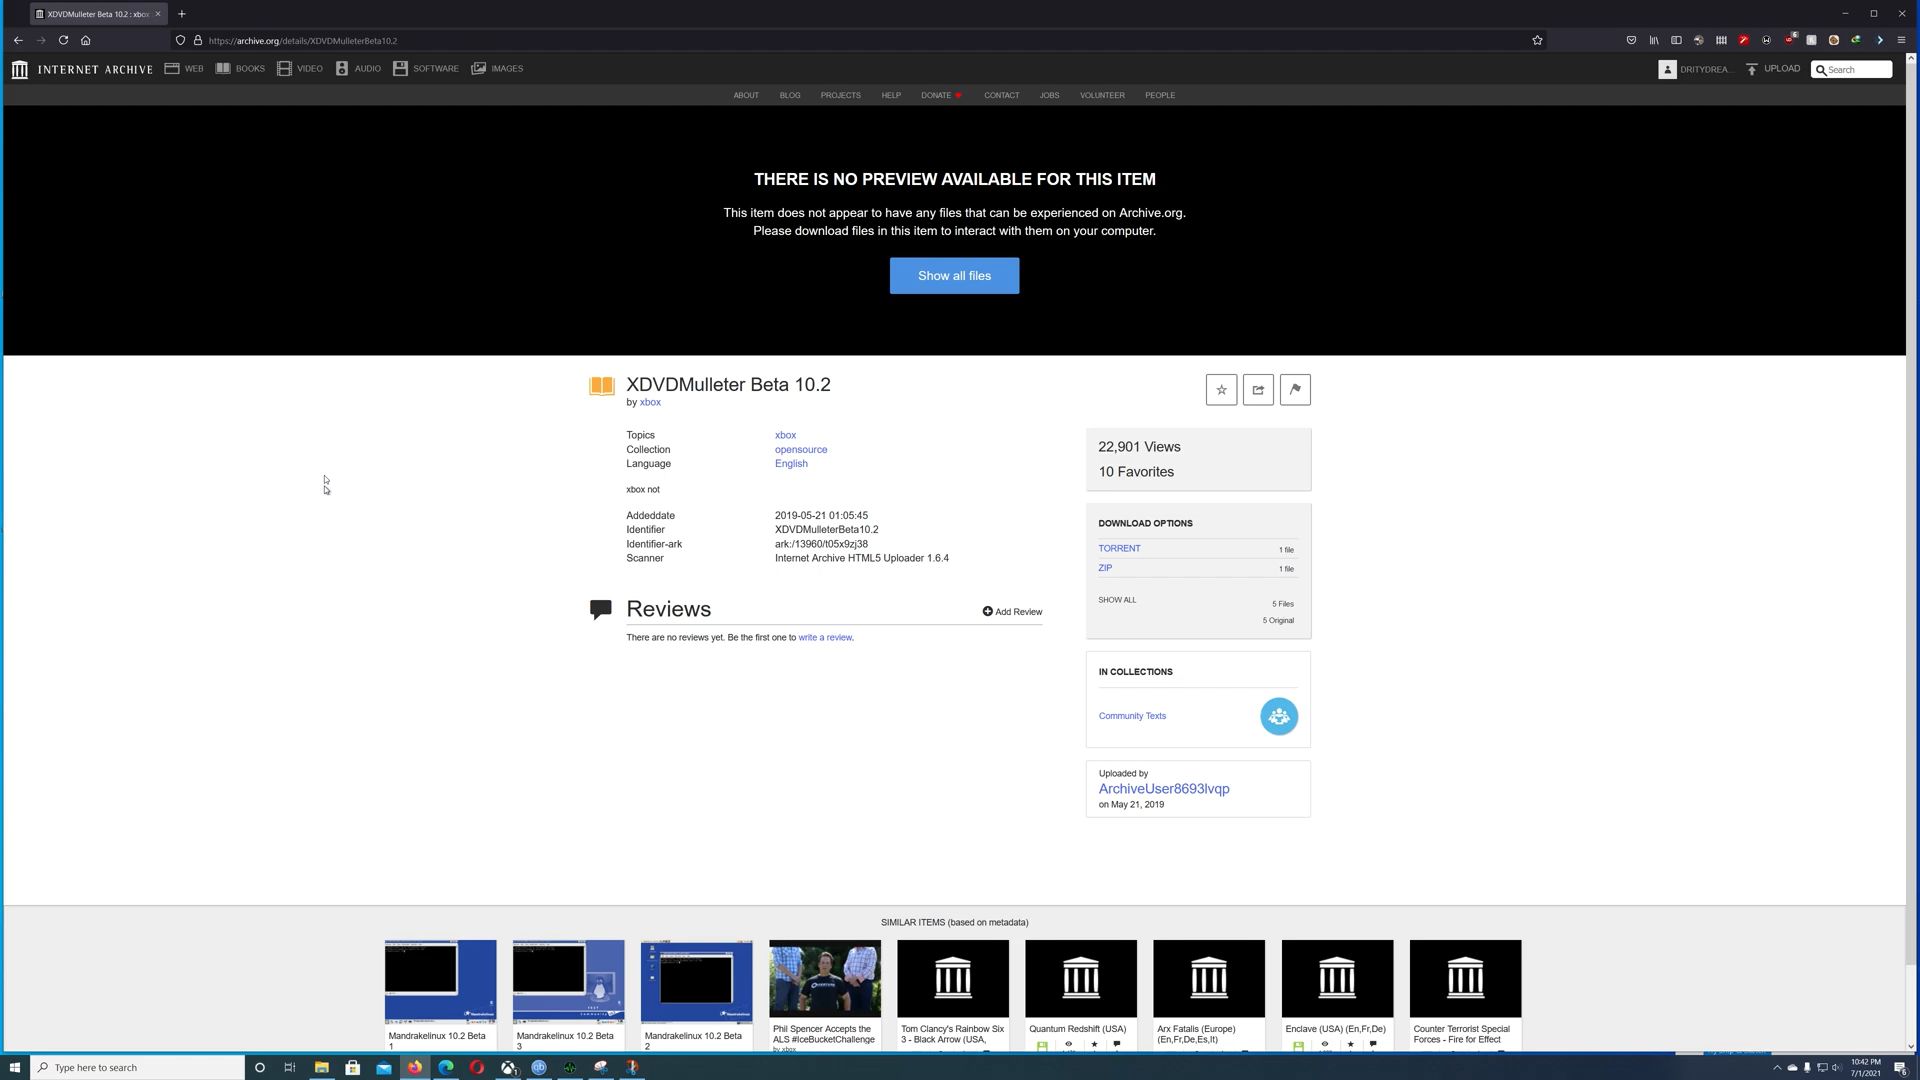 XDVDMulleter Beta 10.2 : xbox
https://archive.org/details/XDVDMulleterBeta10.2
6
INTERNET ARCHIVE
WEB
BOOKS
VIDEO
AUDIO
SOFTWARE
IMAGES
DRITYDREA...
UPLOAD
Search
ABOUT
BLOG
PROJECTS
HELP
DONATE
CONTACT
JOBS
VOLUNTEER
PEOPLE
THERE IS NO PREVIEW AVAILABLE FOR THIS ITEM
This item does not appear to have any files that can be experienced on Archive.org.
Please download files in this item to interact with them on your computer.
Show all files
XDVDMulleter Beta 10.2
by xbox
Topics xbox
Collection opensource
Language English
xbox not
Addeddate 2019-05-21 01:05:45
Identifier XDVDMulleterBeta10.2
Identifier-ark ark:/13960/t05x9zj38
Scanner Internet Archive HTML5 Uploader 1.6.4
Reviews
Add Review
There are no reviews yet. Be the first one to write a review.
22,901 Views
10 Favorites
DOWNLOAD OPTIONS
TORRENT 1 file
ZIP 1 file
SHOW ALL 5 Files
5 Original
IN COLLECTIONS
Community Texts
Uploaded by
ArchiveUser8693lvqp
on May 21, 2019
SIMILAR ITEMS (based on metadata)
Mandrakelinux 10.2 Beta
1
Mandrakelinux 10.2 Beta
3
Mandrakelinux 10.2 Beta
2
Phil Spencer Accepts the
ALS #IceBucketChallenge
by xbox
Tom Clancy's Rainbow Six
3 - Black Arrow (USA,
Quantum Redshift (USA)
Arx Fatalis (Europe)
(En,Fr,De,Es,It)
Enclave (USA) (En,Fr,De)
Counter Terrorist Special
Forces - Fire for Effect
Type here to search
10:42 PM
7/1/2021
6